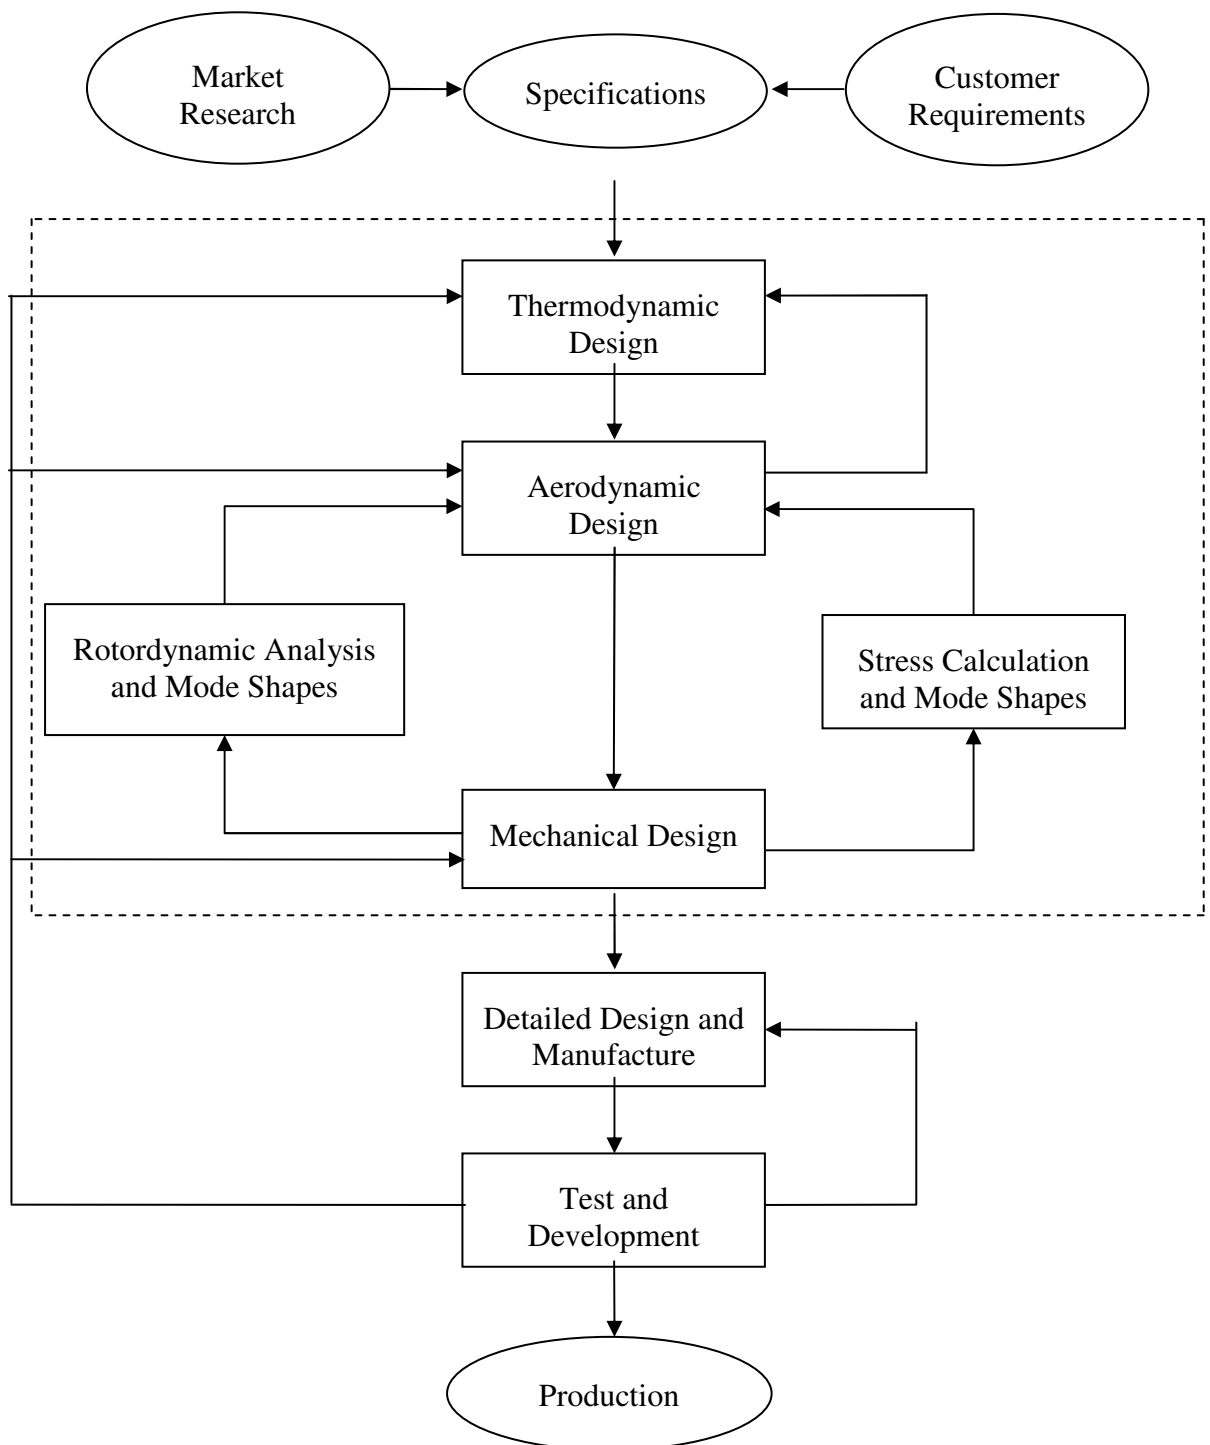 Market
Research
Specifications
Customer
Requirements
Thermodynamic
Design
Aerodynamic
Design
Rotordynamic Analysis
and Mode Shapes
Stress Calculation
and Mode Shapes
Mechanical Design
Detailed Design and
Manufacture
Test and
Development
Production